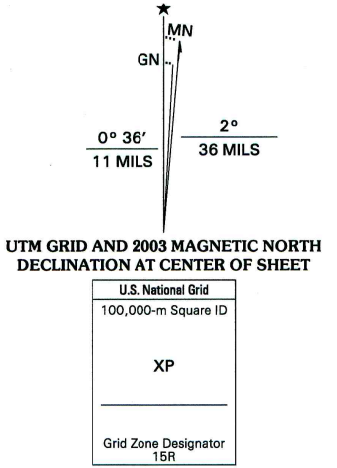 ★
MN
GN
0° 36′
11 MILS
2°
36 MILS
UTM GRID AND 2003 MAGNETIC NORTH
DECLINATION AT CENTER OF SHEET
U.S. National Grid
100,000-m Square ID
XP
Grid Zone Designator
15R